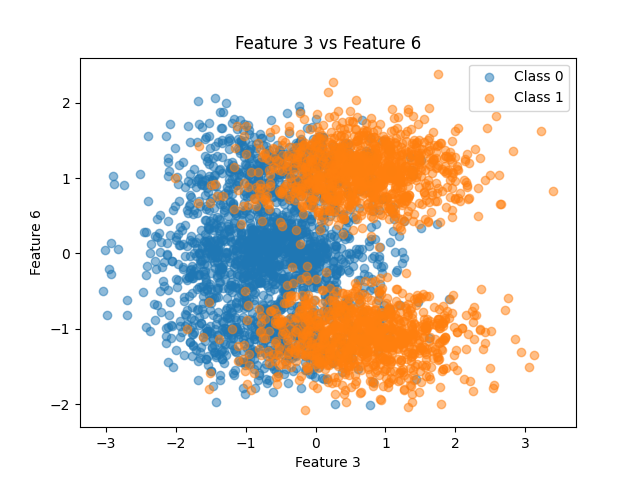 Feature 3 vs Feature 6
Class 0
Class 1
2
1
0
−1
−2
Feature 6
−3 −2 −1 0 1 2 3
Feature 3